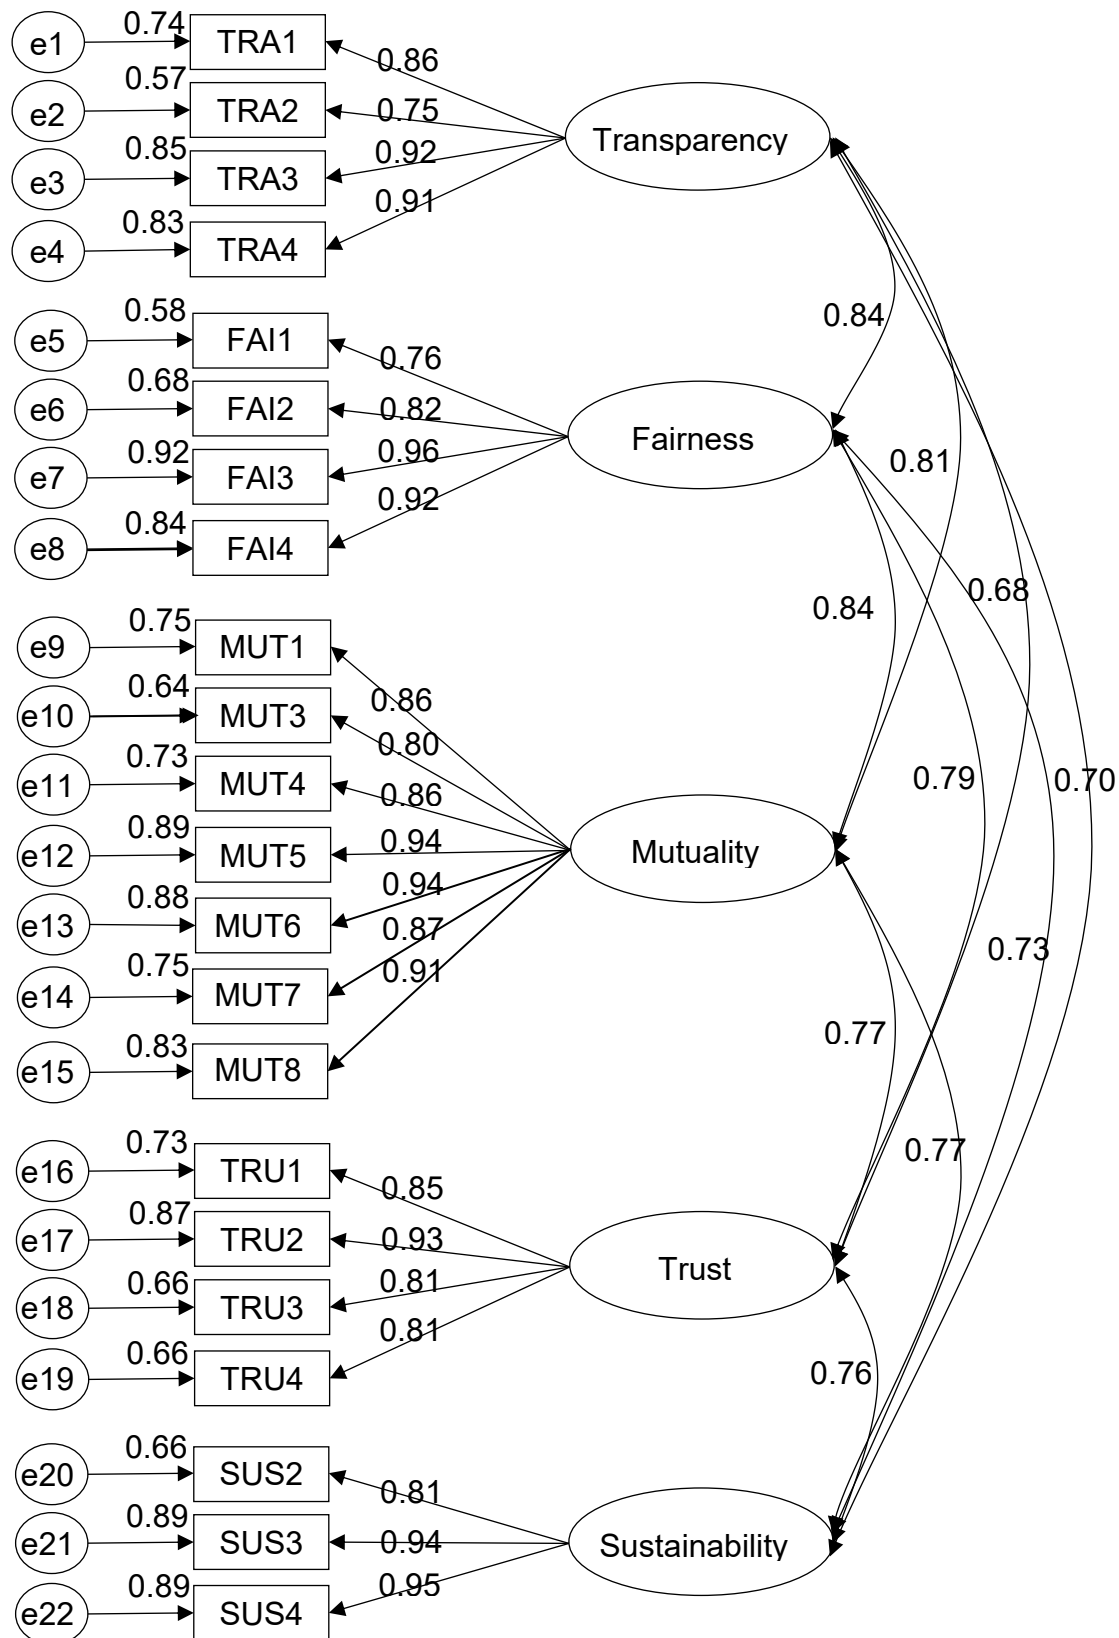 e1 0.74 TRA1 0.86
e2 0.57 TRA2 0.75
Transparency
e3 0.85 TRA3 0.92
e4 0.83 TRA4 0.91
0.84
e5 0.58 FAI1 0.76
e6 0.68 FAI2 0.82
Fairness
e7 0.92 FAI3 0.96
0.81
e8 0.84 FAI4 0.92
0.68
0.84
e9 0.75 MUT1
e10 0.64 MUT3 0.86
0.80
e11 0.73 MUT4 0.86
0.79 0.70
e12 0.89 MUT5 0.94
Mutuality
e13 0.88 MUT6 0.94
0.87
0.73
e14 0.75 MUT7 0.91
0.77
e15 0.83 MUT8
0.77
e16 0.73 TRU1 0.85
e17 0.87 TRU2 0.93
Trust
e18 0.66 TRU3 0.81
e19 0.66 TRU4 0.81
0.76
e20 0.66 SUS2 0.81
e21 0.89 SUS3 0.94
Sustainability
e22 0.89 SUS4 0.95